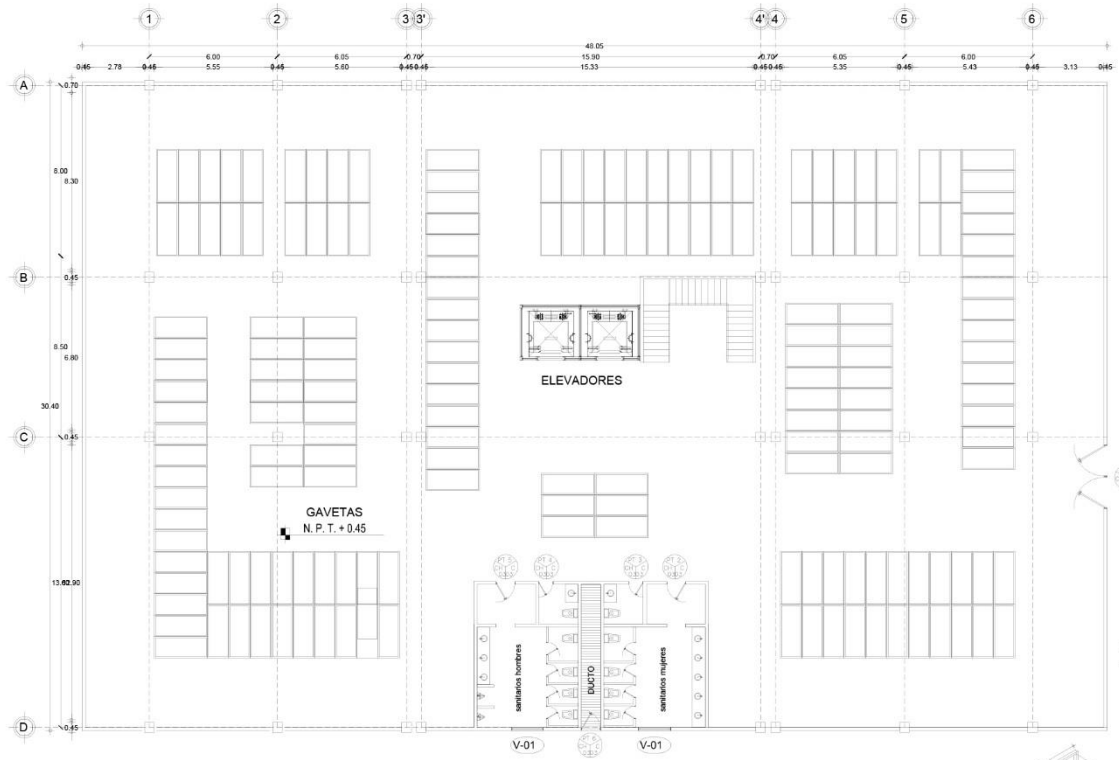 1 2 3 3' 4' 4 5 6
48.05
6.00 6.05 0.70 15.90 0.70 6.05 6.00
0.45 2.78 0.45 5.55 0.45 5.60 0.45 0.45 15.33 0.45 0.45 5.35 0.45 5.43 0.45 3.13 0.45
A 0.70
8.00
8.30
B 0.45
8.50
6.80
ELEVADORES
30.40
C 0.45
GAVETAS
N. P. T. + 0.45
sanitarios hombres
DUCTO
sanitarios mujeres
D 0.45
V-01 V-01